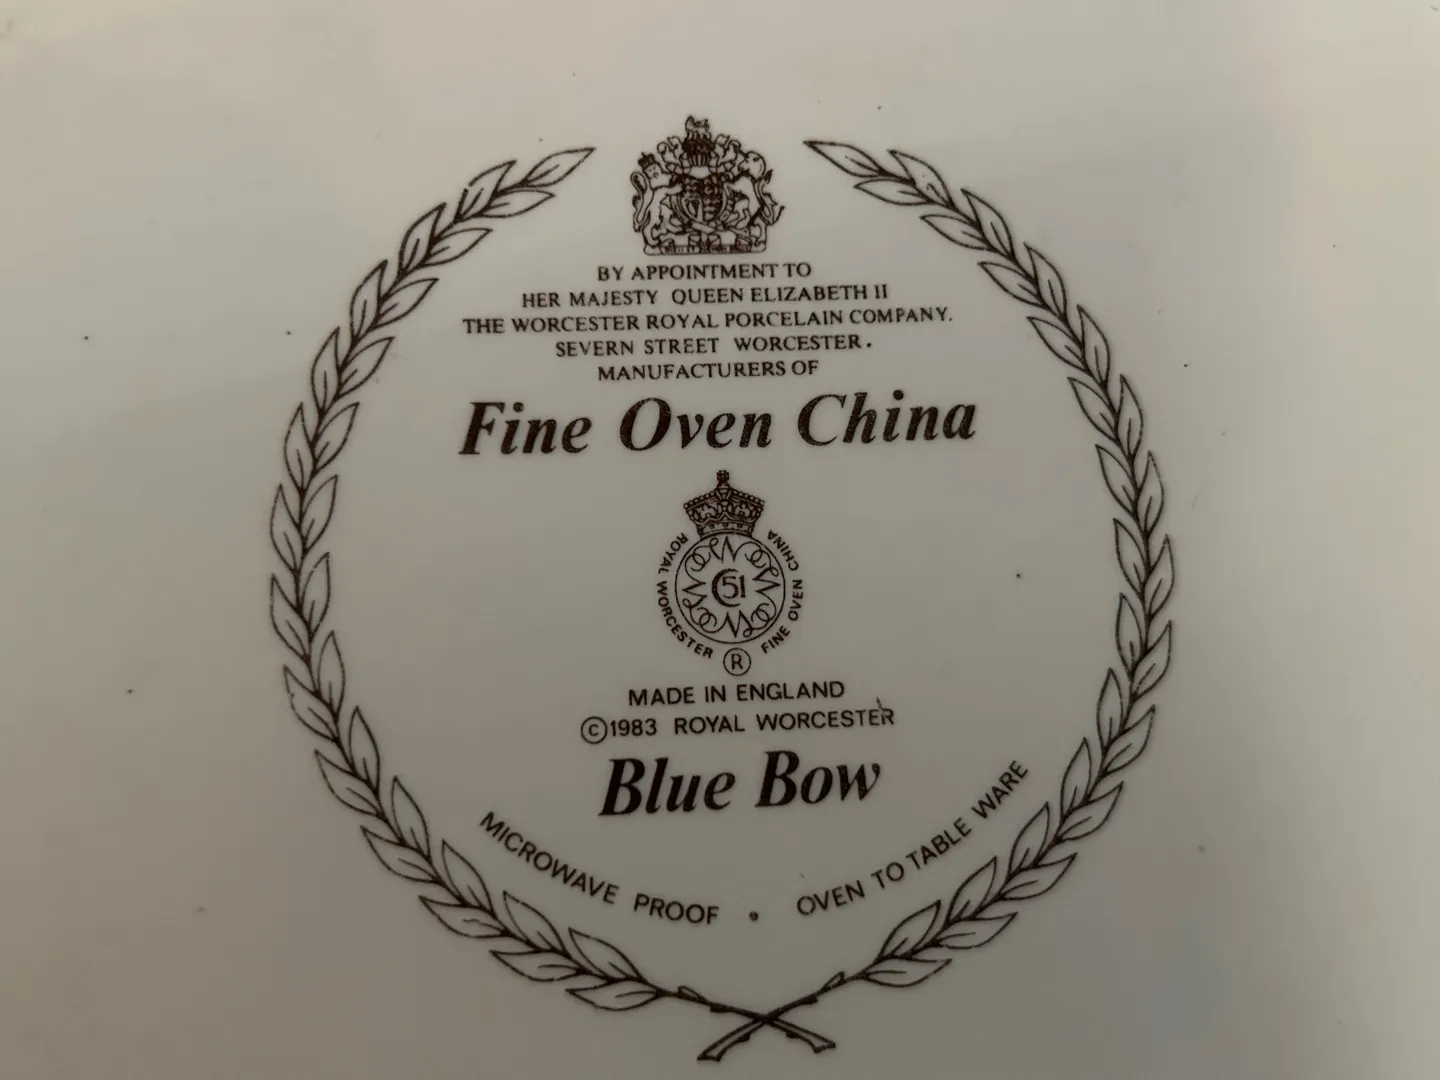 BY APPOINTMENT TO
HER MAJESTY QUEEN ELIZABETH II
THE WORCESTER ROYAL PORCELAIN COMPANY.
SEVERN STREET WORCESTER.
MANUFACTURERS OF
Fine Oven China
ROYAL WORCESTER FINE OVEN CHINA
51
®
MADE IN ENGLAND
©1983 ROYAL WORCESTER
Blue Bow
MICROWAVE PROOF • OVEN TO TABLE WARE